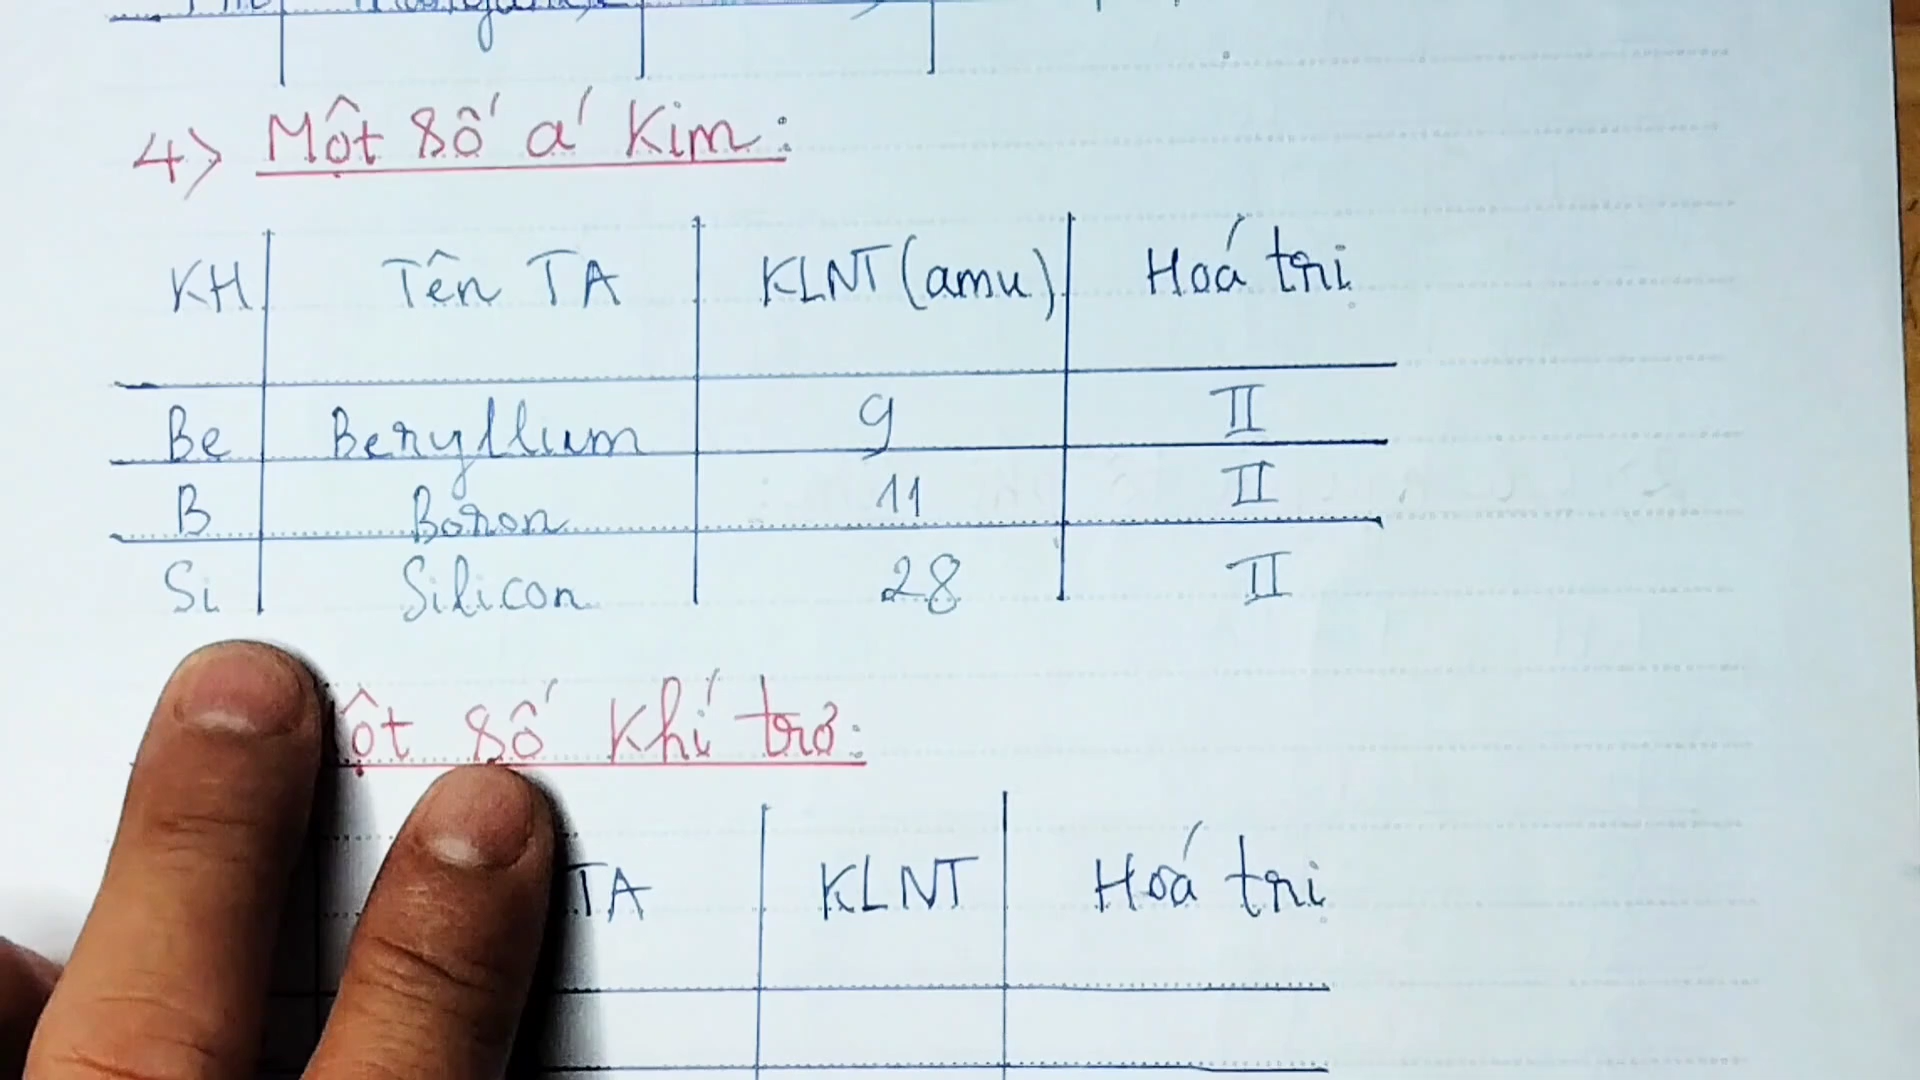 4) Một số á Kim:
KH Tên TA KLNT (amu) Hoá trị
Be Beryllium 9 II
B Boron 11 II
Si Silicon 28 II
số Khí trơ:
TA KLNT Hoá trị